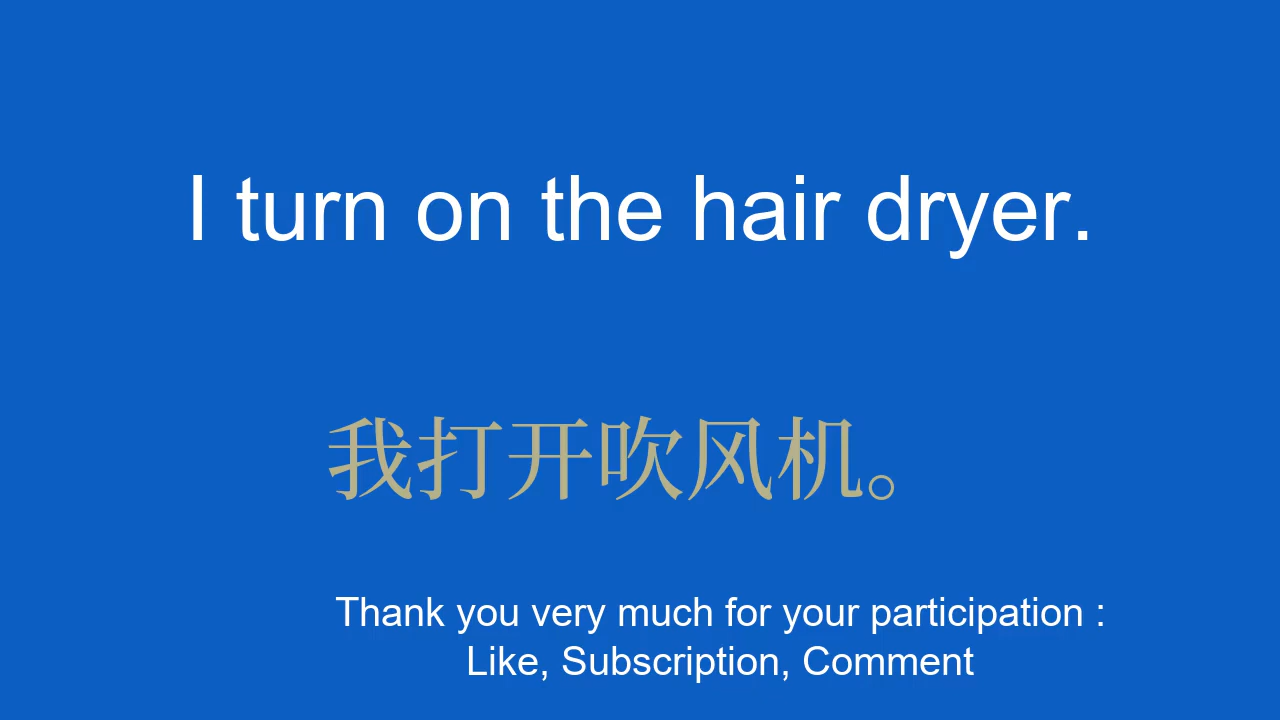 I turn on the hair dryer.
我打开吹风机。
Thank you very much for your participation :
Like, Subscription, Comment